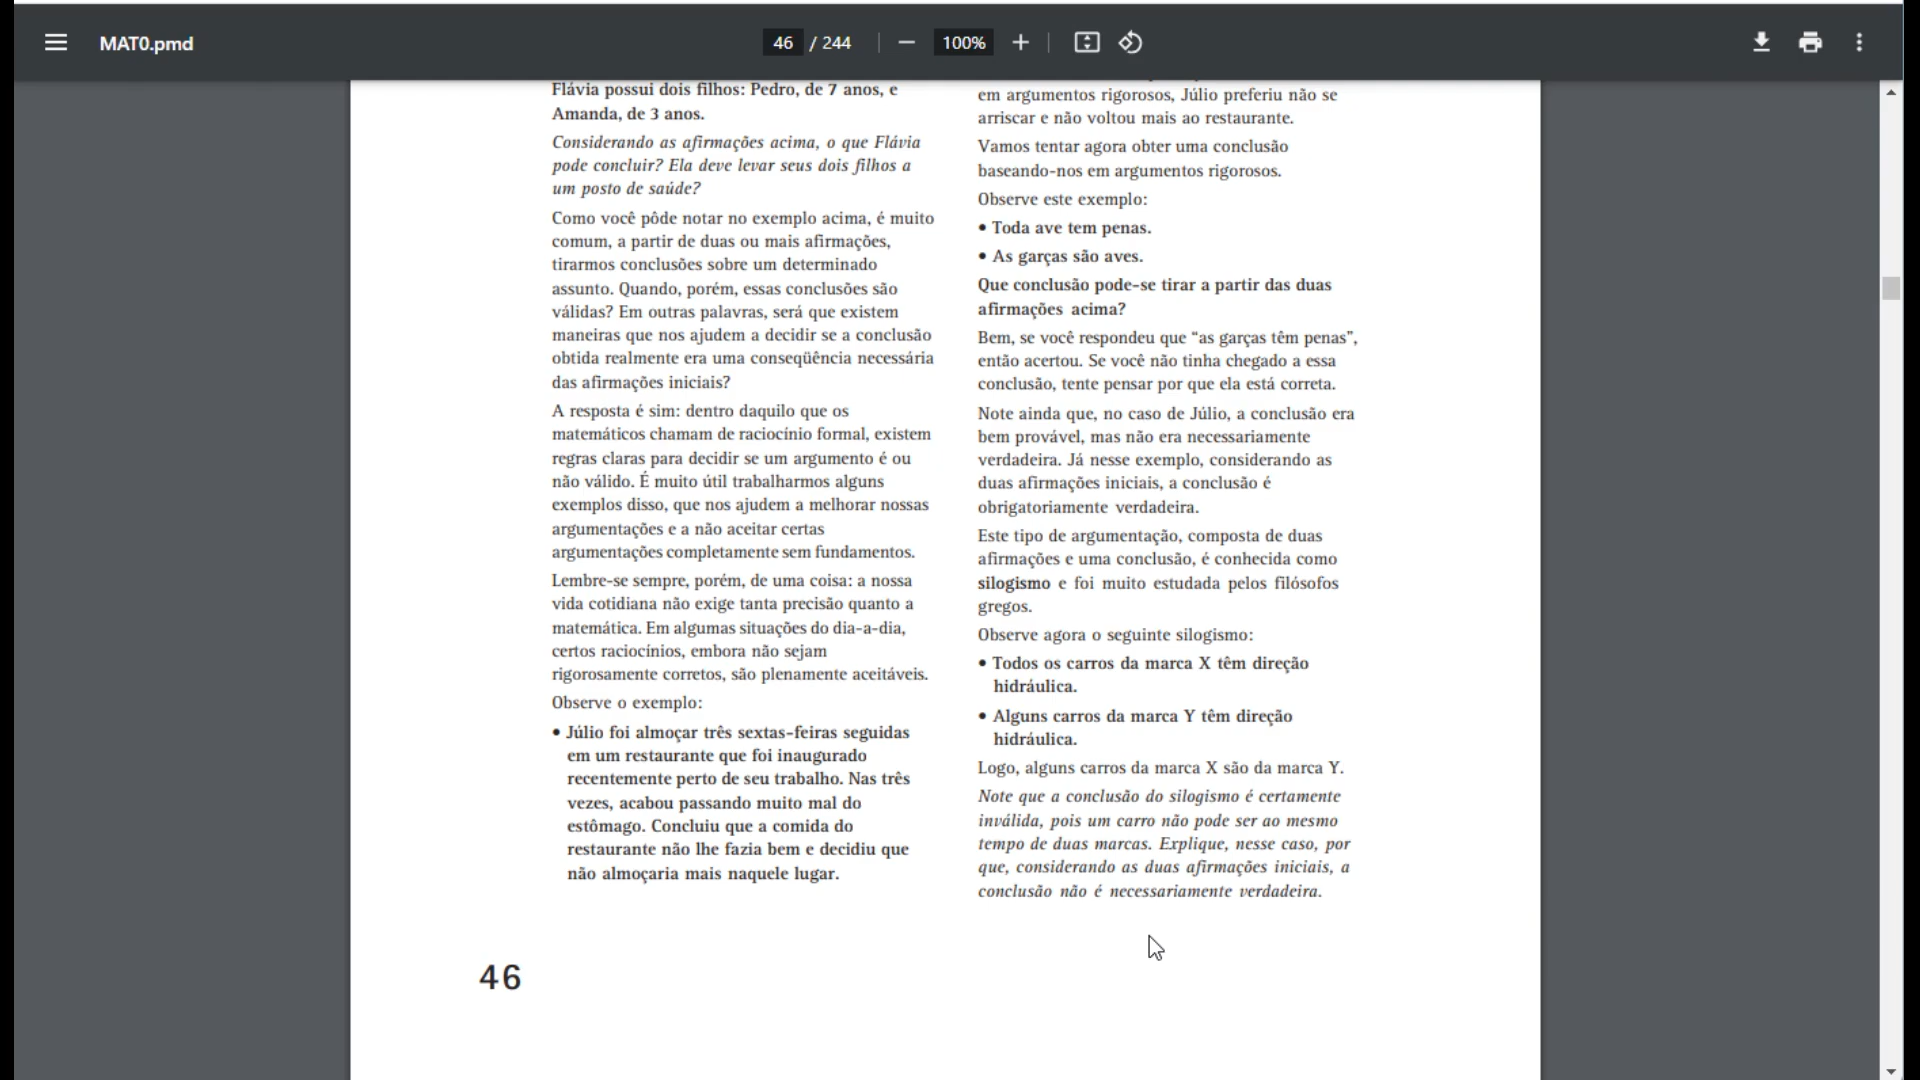 MAT0.pmd
46 / 244
100%
Flávia possui dois filhos: Pedro, de 7 anos, e
Amanda, de 3 anos.
Considerando as afirmações acima, o que Flávia
pode concluir? Ela deve levar seus dois filhos a
um posto de saúde?
Como você pôde notar no exemplo acima, é muito
comum, a partir de duas ou mais afirmações,
tirarmos conclusões sobre um determinado
assunto. Quando, porém, essas conclusões são
válidas? Em outras palavras, será que existem
maneiras que nos ajudem a decidir se a conclusão
obtida realmente era uma conseqüência necessária
das afirmações iniciais?
A resposta é sim: dentro daquilo que os
matemáticos chamam de raciocínio formal, existem
regras claras para decidir se um argumento é ou
não válido. É muito útil trabalharmos alguns
exemplos disso, que nos ajudem a melhorar nossas
argumentações e a não aceitar certas
argumentações completamente sem fundamentos.
Lembre-se sempre, porém, de uma coisa: a nossa
vida cotidiana não exige tanta precisão quanto a
matemática. Em algumas situações do dia-a-dia,
certos raciocínios, embora não sejam
rigorosamente corretos, são plenamente aceitáveis.
Observe o exemplo:
• Júlio foi almoçar três sextas-feiras seguidas
em um restaurante que foi inaugurado
recentemente perto de seu trabalho. Nas três
vezes, acabou passando muito mal do
estômago. Concluiu que a comida do
restaurante não lhe fazia bem e decidiu que
não almoçaria mais naquele lugar.
em argumentos rigorosos, Júlio preferiu não se
arriscar e não voltou mais ao restaurante.
Vamos tentar agora obter uma conclusão
baseando-nos em argumentos rigorosos.
Observe este exemplo:
• Toda ave tem penas.
• As garças são aves.
Que conclusão pode-se tirar a partir das duas
afirmações acima?
Bem, se você respondeu que “as garças têm penas”,
então acertou. Se você não tinha chegado a essa
conclusão, tente pensar por que ela está correta.
Note ainda que, no caso de Júlio, a conclusão era
bem provável, mas não era necessariamente
verdadeira. Já nesse exemplo, considerando as
duas afirmações iniciais, a conclusão é
obrigatoriamente verdadeira.
Este tipo de argumentação, composta de duas
afirmações e uma conclusão, é conhecida como
silogismo e foi muito estudada pelos filósofos
gregos.
Observe agora o seguinte silogismo:
• Todos os carros da marca X têm direção
hidráulica.
• Alguns carros da marca Y têm direção
hidráulica.
Logo, alguns carros da marca X são da marca Y.
Note que a conclusão do silogismo é certamente
inválida, pois um carro não pode ser ao mesmo
tempo de duas marcas. Explique, nesse caso, por
que, considerando as duas afirmações iniciais, a
conclusão não é necessariamente verdadeira.
46